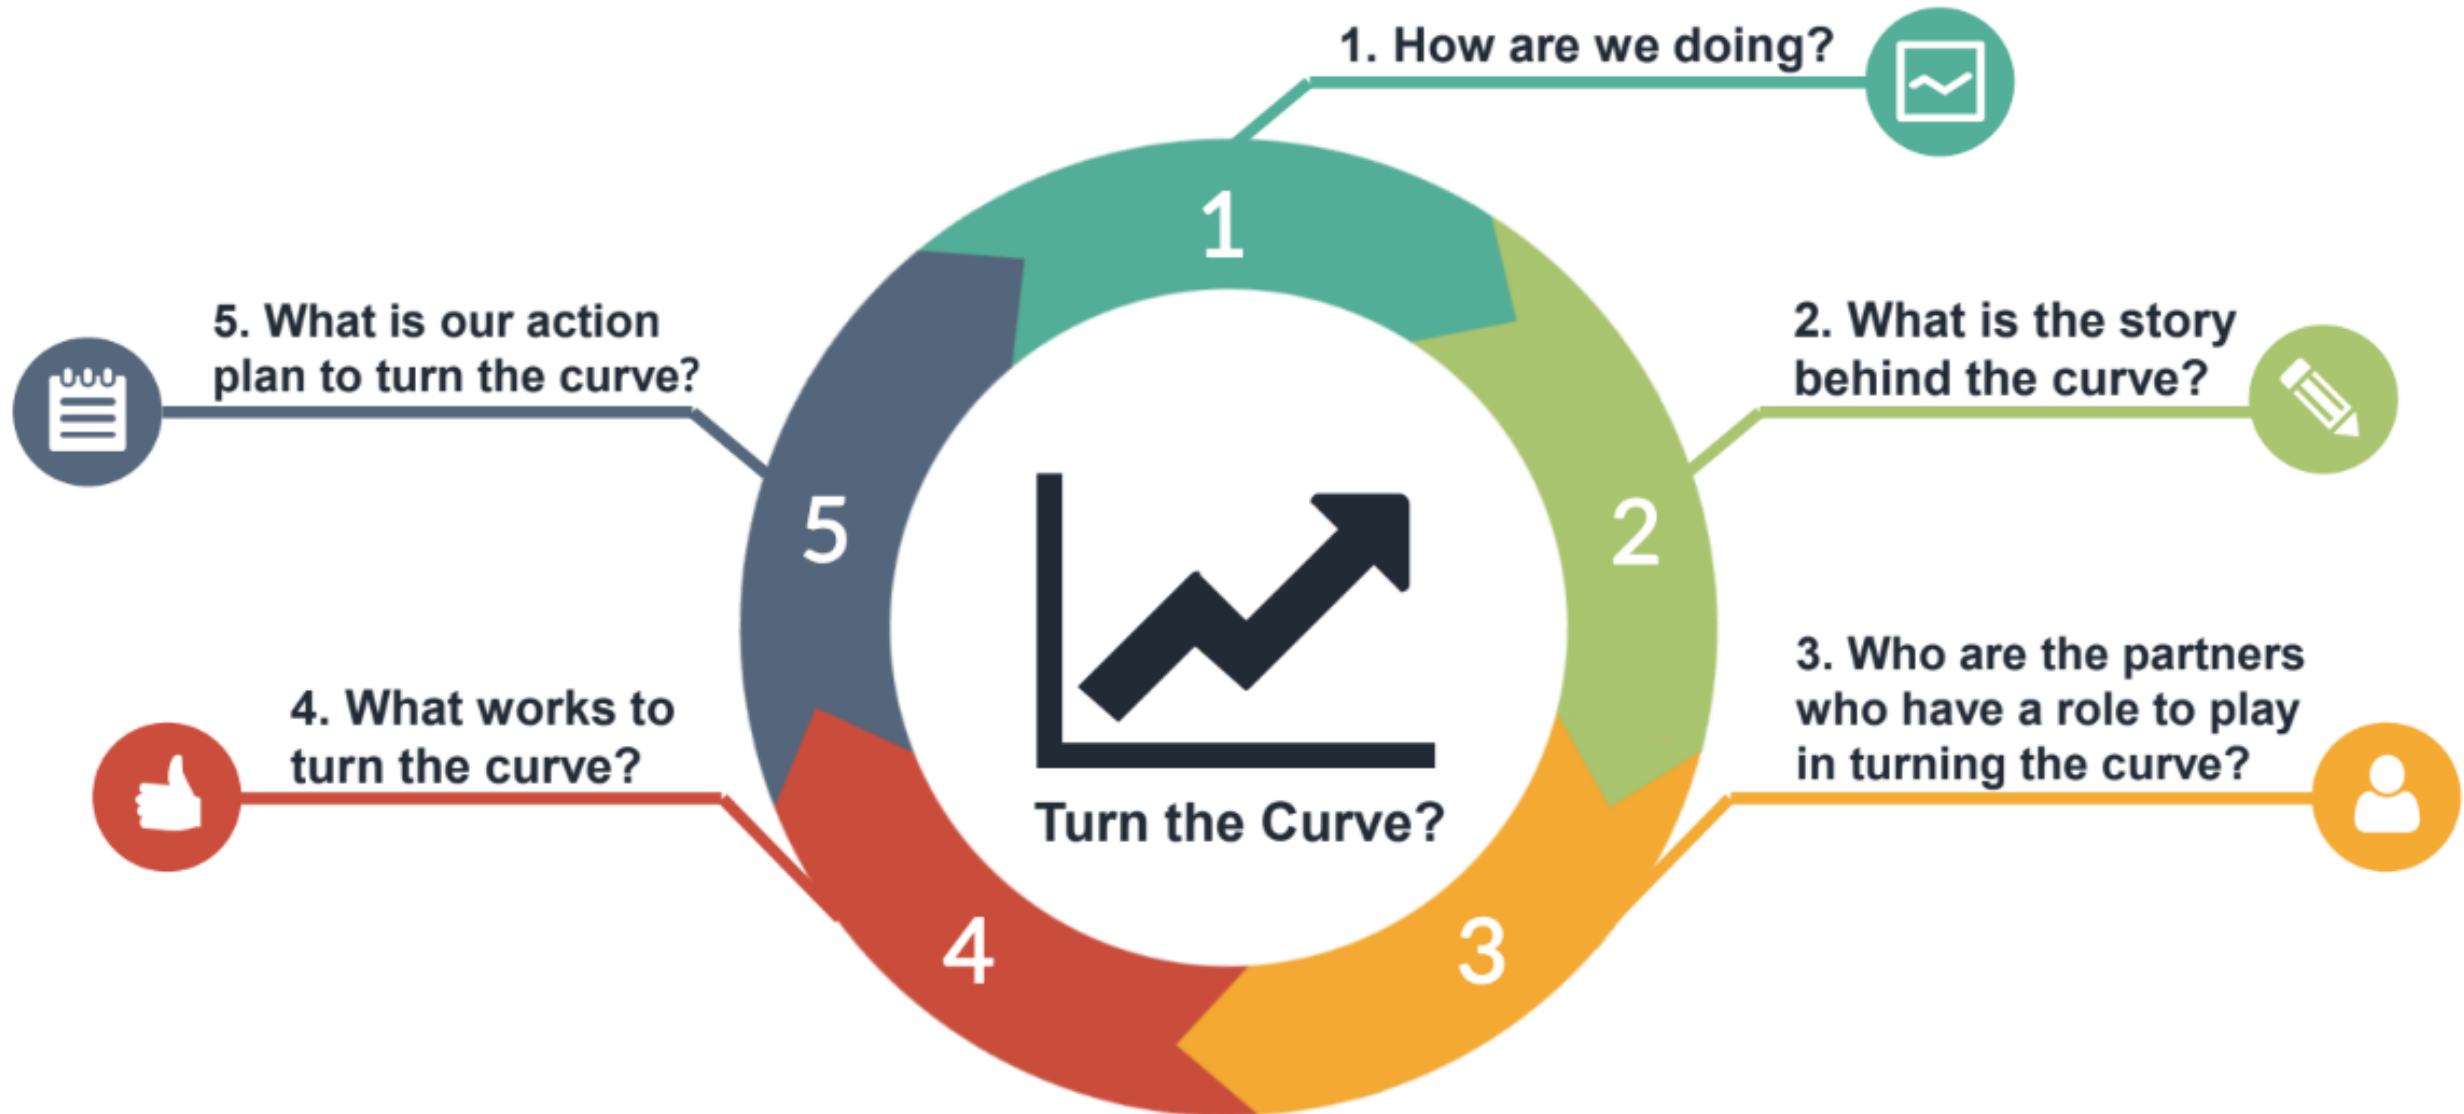 1. How are we doing?
1
5. What is our action
plan to turn the curve?
2. What is the story
behind the curve?
5
2
4. What works to
turn the curve?
3. Who are the partners
who have a role to play
in turning the curve?
Turn the Curve?
4
3